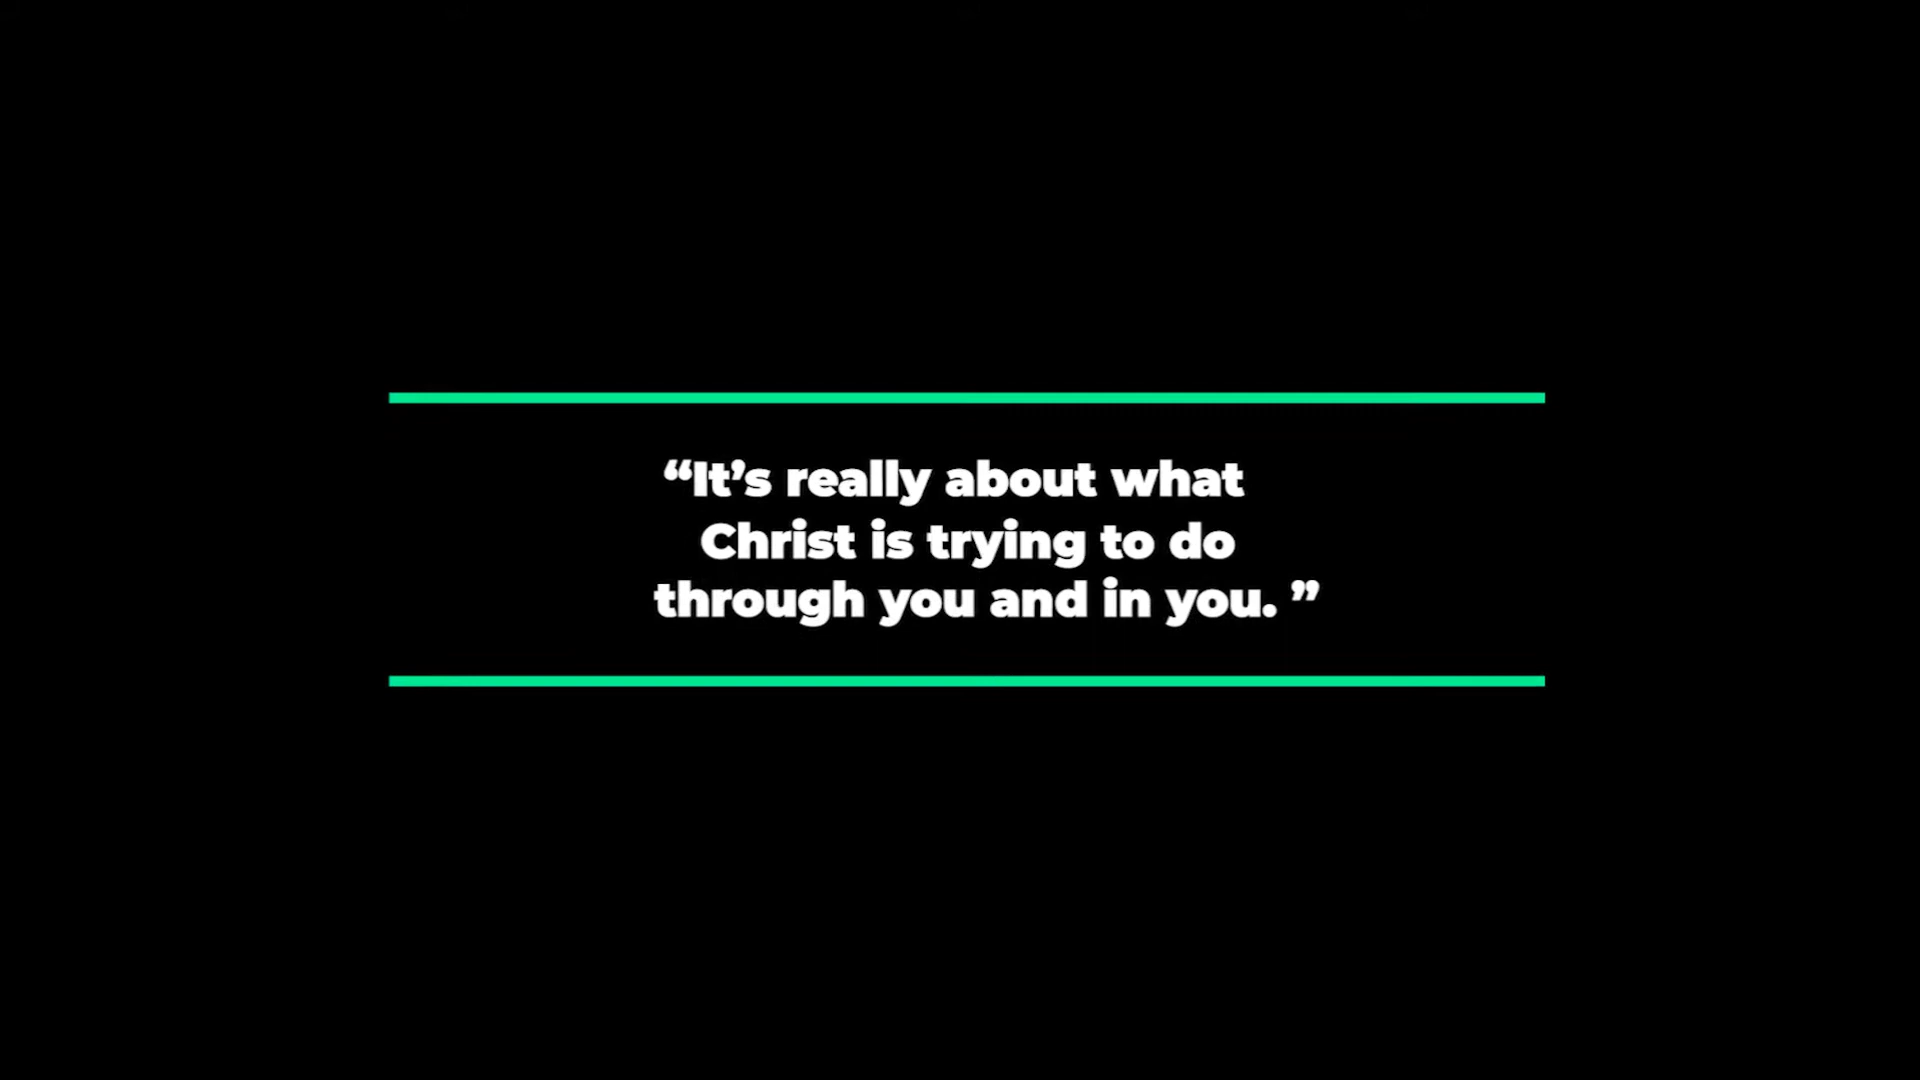 “It’s really about what
Christ is trying to do
through you and in you. ”